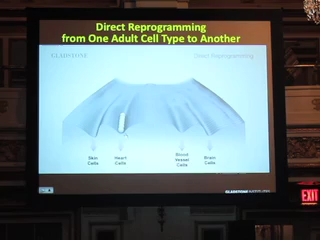 Direct Reprogramming
from One Adult Cell Type to Another
GLADSTONE
Direct Reprogramming
Skin
Cells
Heart
Cells
Blood
Vessel
Cells
Brain
Cells
GLADSTONE
EXIT